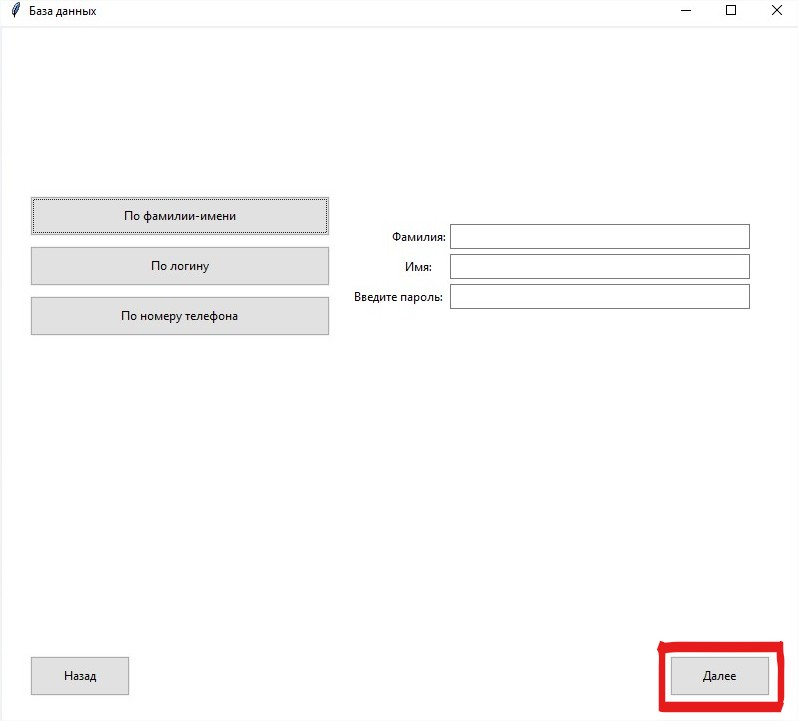 База данных
По фамилии-имени
По логину
По номеру телефона
Фамилия:
Имя:
Введите пароль:
Назад
Далее